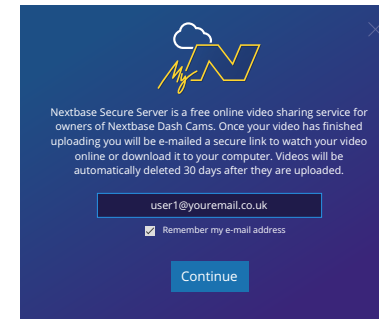 My N
Nextbase Secure Server is a free online video sharing service for
owners of Nextbase Dash Cams. Once your video has finished
uploading you will be e-mailed a secure link to watch your video
online or download it to your computer. Videos will be
automatically deleted 30 days after they are uploaded.
user1@youremail.co.uk
Remember my e-mail address
Continue